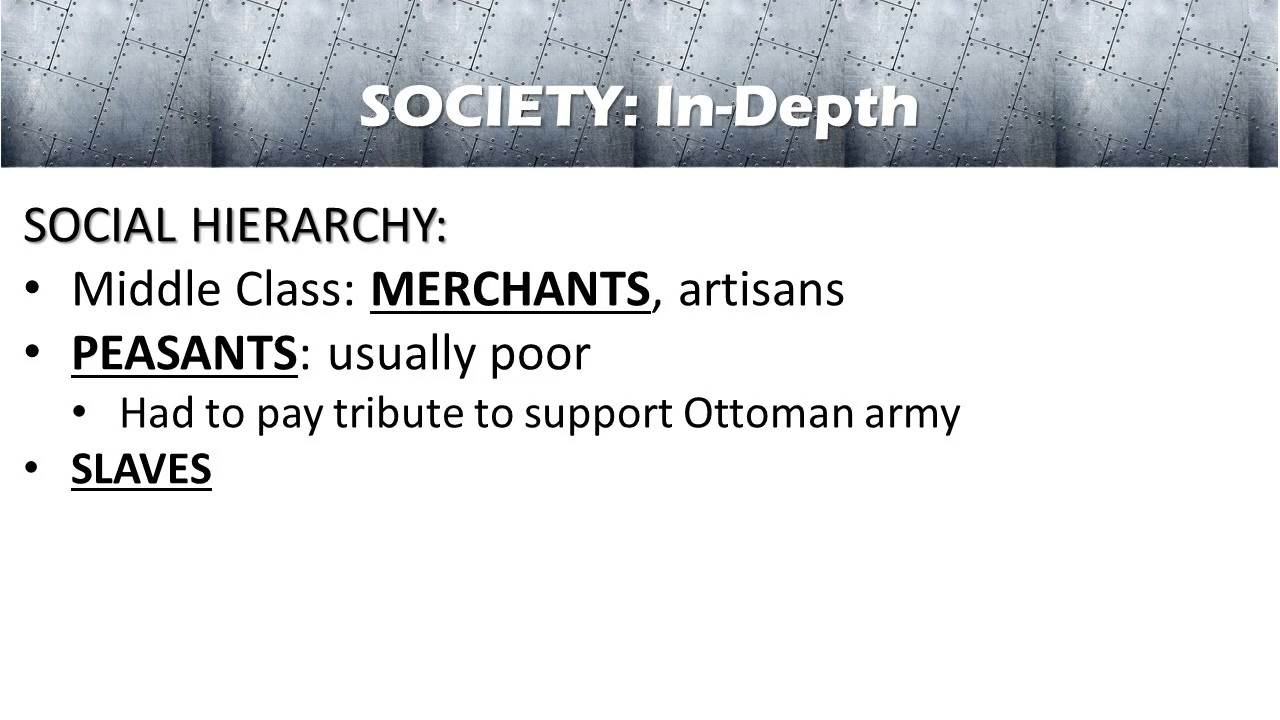 SOCIETY: In-Depth
SOCIAL HIERARCHY:
• Middle Class: MERCHANTS, artisans
• PEASANTS: usually poor
• Had to pay tribute to support Ottoman army
• SLAVES